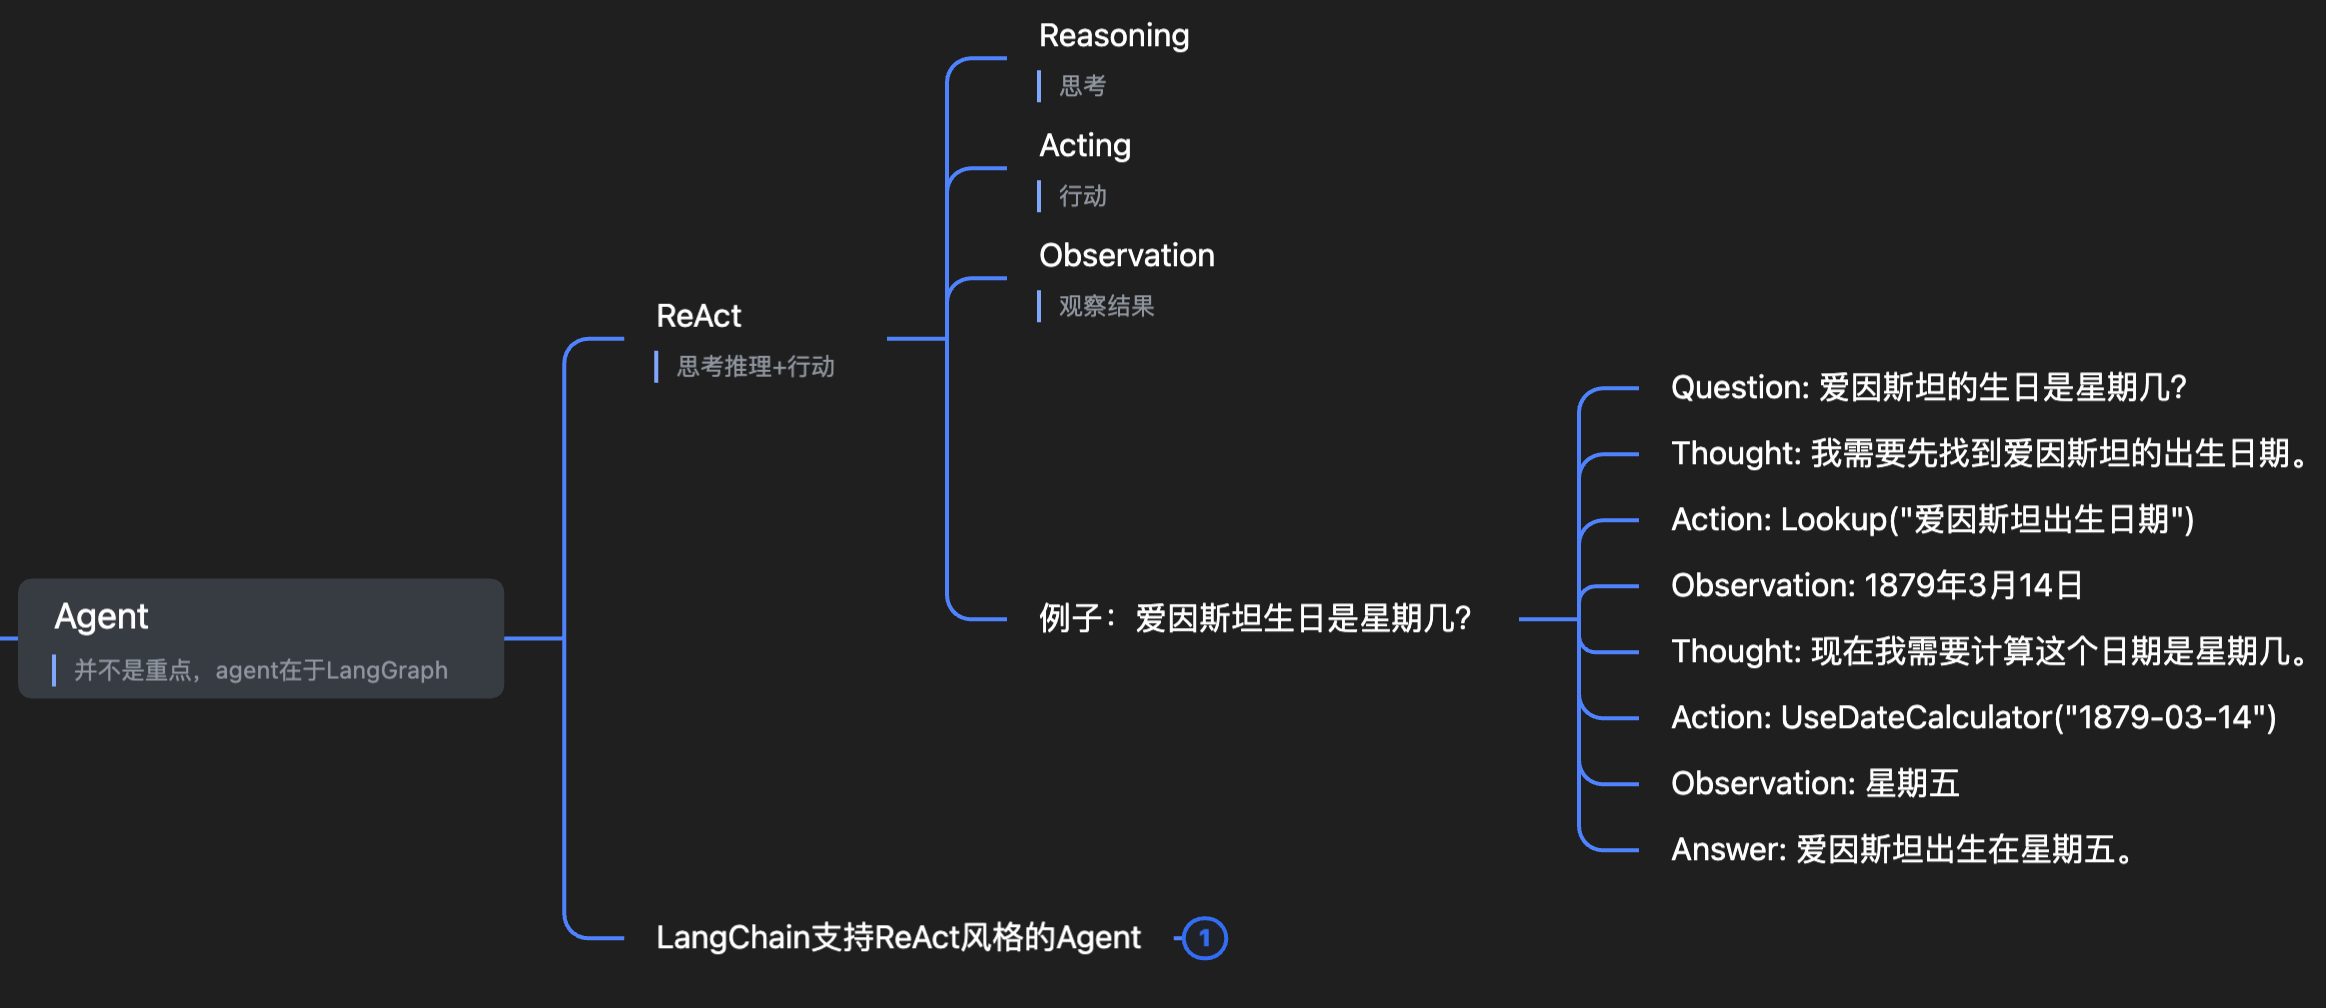 Agent
并不是重点，agent在于LangGraph
ReAct
思考推理+行动
Reasoning
思考
Acting
行动
Observation
观察结果
例子：爱因斯坦生日是星期几？
Question: 爱因斯坦的生日是星期几？
Thought: 我需要先找到爱因斯坦的出生日期。
Action: Lookup("爱因斯坦出生日期")
Observation: 1879年3月14日
Thought: 现在我需要计算这个日期是星期几。
Action: UseDateCalculator("1879-03-14")
Observation: 星期五
Answer: 爱因斯坦出生在星期五。
LangChain支持ReAct风格的Agent
1